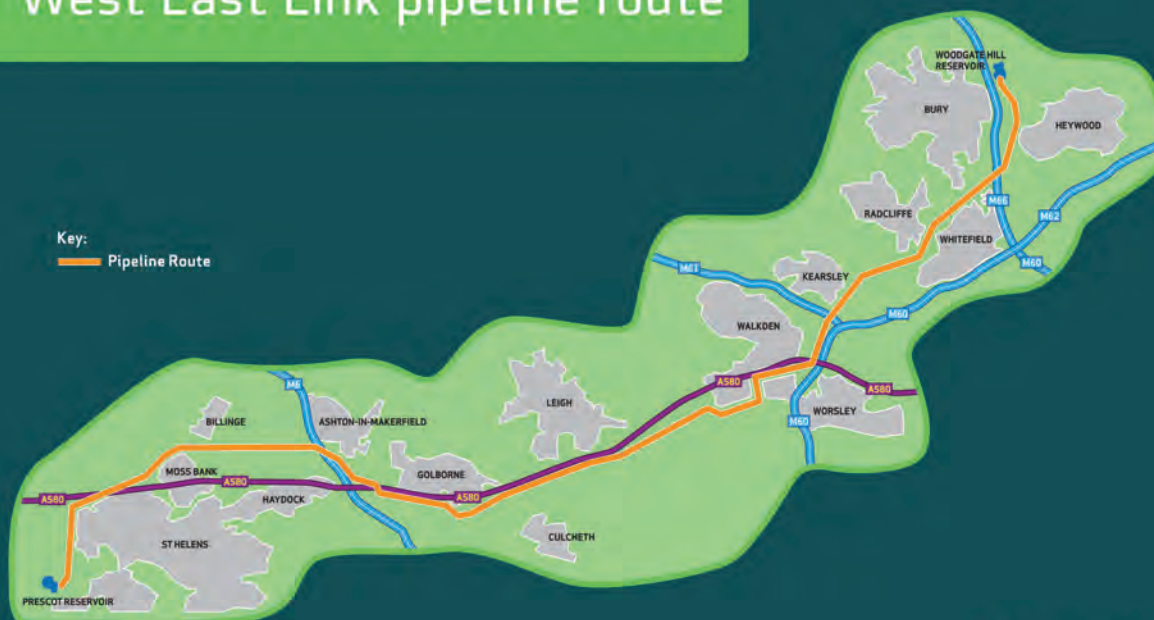 West East Link pipeline route
Key:
Pipeline Route
WOODGATE HILL
RESERVOIR
BURY
HEYWOOD
RADCLIFFE
M66
M62
WHITEFIELD
M60
M61
KEARSLEY
M60
WALKDEN
A580
A580
WORSLEY
M60
M6
LEIGH
BILLINGE
ASHTON-IN-MAKERFIELD
MOSS BANK
GOLBORNE
A580
A580
HAYDOCK
A580
CULCHETH
ST HELENS
PRESCOT RESERVOIR